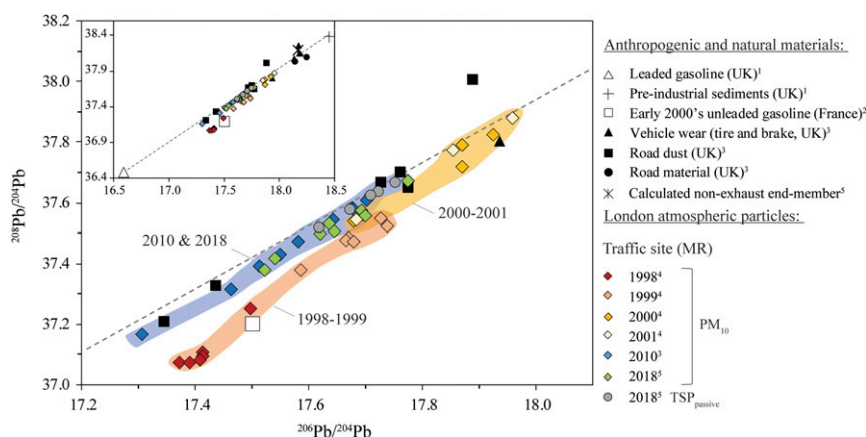 38.2
38.0
37.8
37.6
37.4
37.2
37.0
208Pb/204Pb
17.2
17.4
17.6
17.8
18.0
206Pb/204Pb
38.4
37.9
37.4
36.9
36.4
16.5
17.0
17.5
18.0
18.5
2010 & 2018
2000-2001
1998-1999
Anthropogenic and natural materials:
Leaded gasoline (UK)1
Pre-industrial sediments (UK)1
Early 2000's unleaded gasoline (France)2
Vehicle wear (tire and brake, UK)3
Road dust (UK)3
Road material (UK)3
Calculated non-exhaust end-member5
London atmospheric particles:
Traffic site (MR)
19984
19994
20004
20014
20103
20185
PM10
20185 TSPpassive